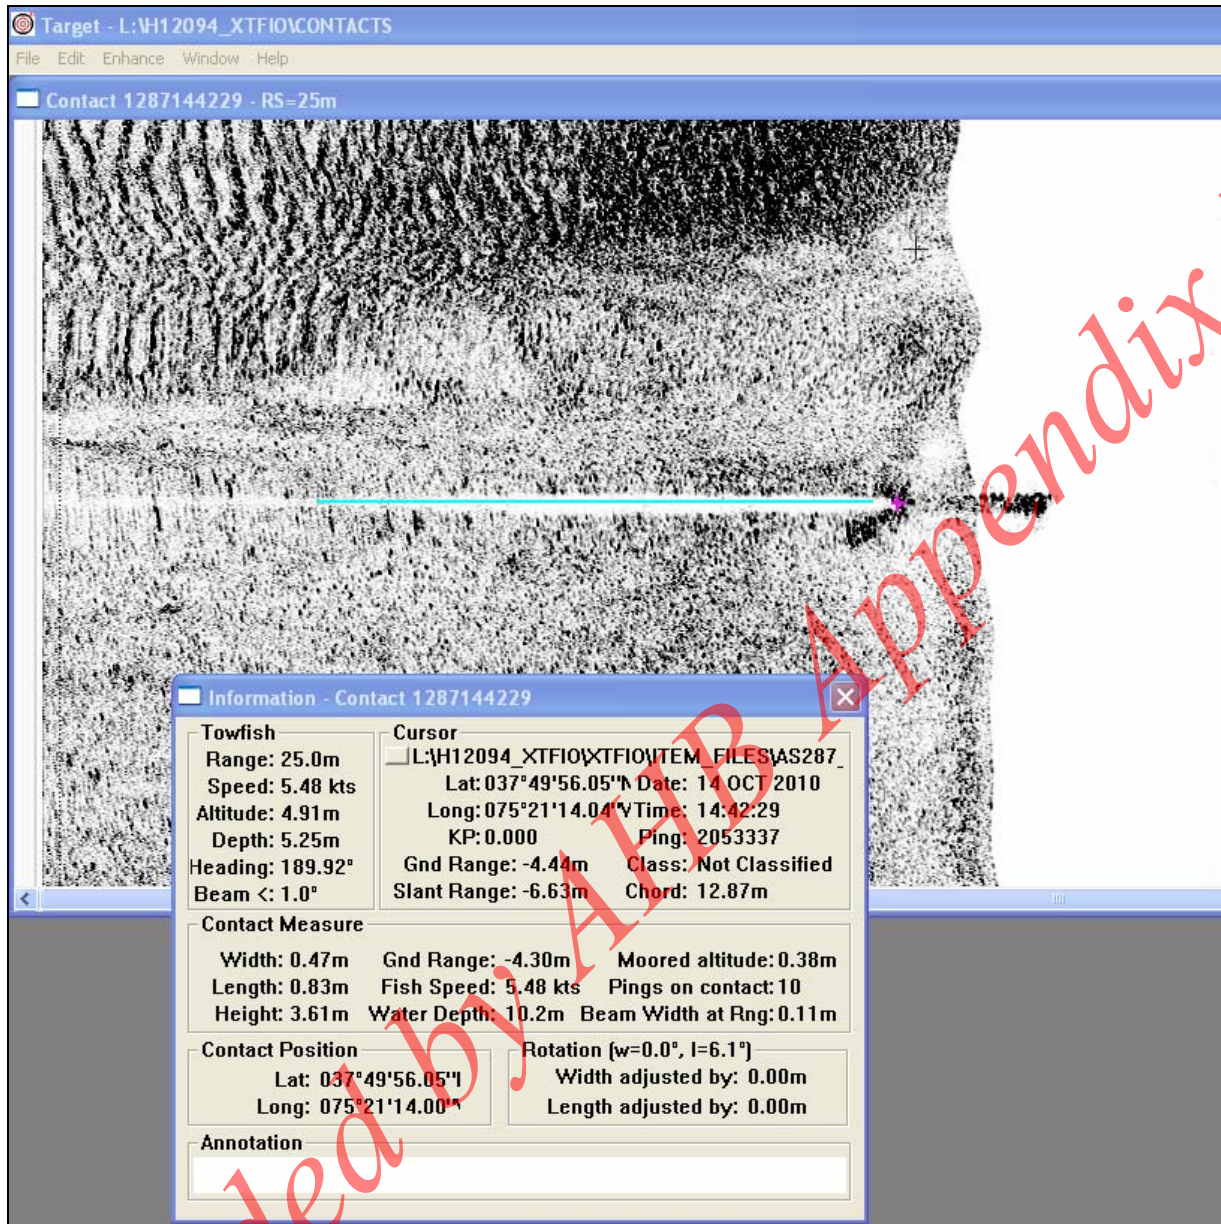 Target - L:\H12094_XTFIO\CONTACTS
File Edit Enhance Window Help
Contact 1287144229 - RS=25m
Information - Contact 1287144229
Towfish
Range: 25.0m
Speed: 5.48 kts
Altitude: 4.91m
Depth: 5.25m
Heading: 189.92°
Beam <: 1.0°
Cursor
L:\H12094_XTFIO\XTFIO\ITEM_FILES\AS287_
Lat: 037°49'56.05"N Date: 14 OCT 2010
Long: 075°21'14.04"W Time: 14:42:29
KP: 0.000 Ping: 2053337
Gnd Range: -4.44m Class: Not Classified
Slant Range: -6.63m Chord: 12.87m
Contact Measure
Width: 0.47m Gnd Range: -4.30m Moored altitude: 0.38m
Length: 0.83m Fish Speed: 5.48 kts Pings on contact: 10
Height: 3.61m Water Depth: 10.2m Beam Width at Rng: 0.11m
Contact Position
Lat: 037°49'56.05"
Long: 075°21'14.00"
Rotation (w=0.0°, l=6.1°)
Width adjusted by: 0.00m
Length adjusted by: 0.00m
Annotation
ded by AHB Appendix